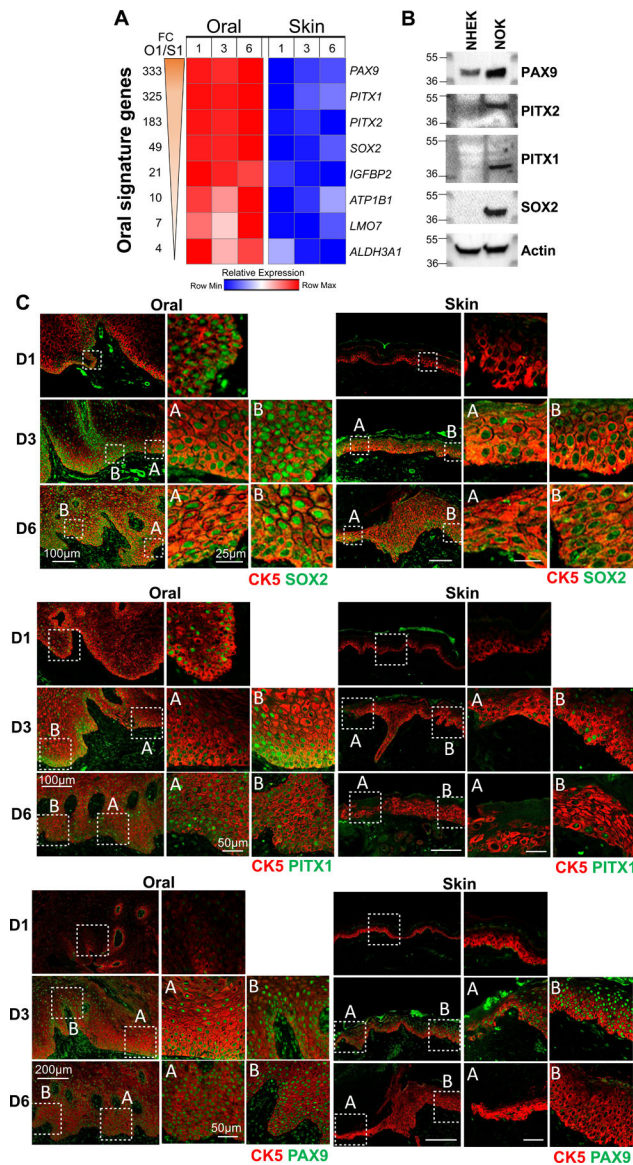 A
Oral Skin
FC
O1/S1
1 3 6 1 3 6
Oral signature genes
333 PAX9
325 PITX1
183 PITX2
49 SOX2
21 IGFBP2
10 ATP1B1
7 LMO7
4 ALDH3A1
Relative Expression
Row Min Row Max
B
NHEK NOK
55
36
PAX9
55
36
PITX2
55
36
PITX1
55
36
SOX2
55
36
Actin
C
Oral Skin
D1
D3 B A A B A B A B
D6 B A A B A B A B
100µm 25µm
CK5 SOX2 CK5 SOX2
Oral Skin
D1
D3 B A A B A B A B
100µm
D6 B A A B A B A B
50µm
CK5 PITX1 CK5 PITX1
Oral Skin
D1
D3 B A A B A B A B
200µm
D6 B A A B A B A B
50µm
CK5 PAX9 CK5 PAX9